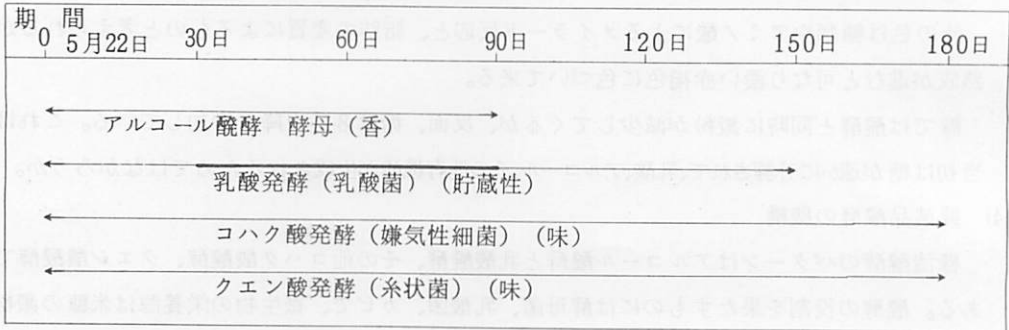 期 間
0 5月22日 30日 60日 90日 120日 150日 180日
アルコール醗酵（酵母）（香）
乳酸発酵（乳酸菌）（貯蔵性）
コハク酸発酵（嫌気性細菌）（味）
クエン酸発酵（糸状菌）（味）